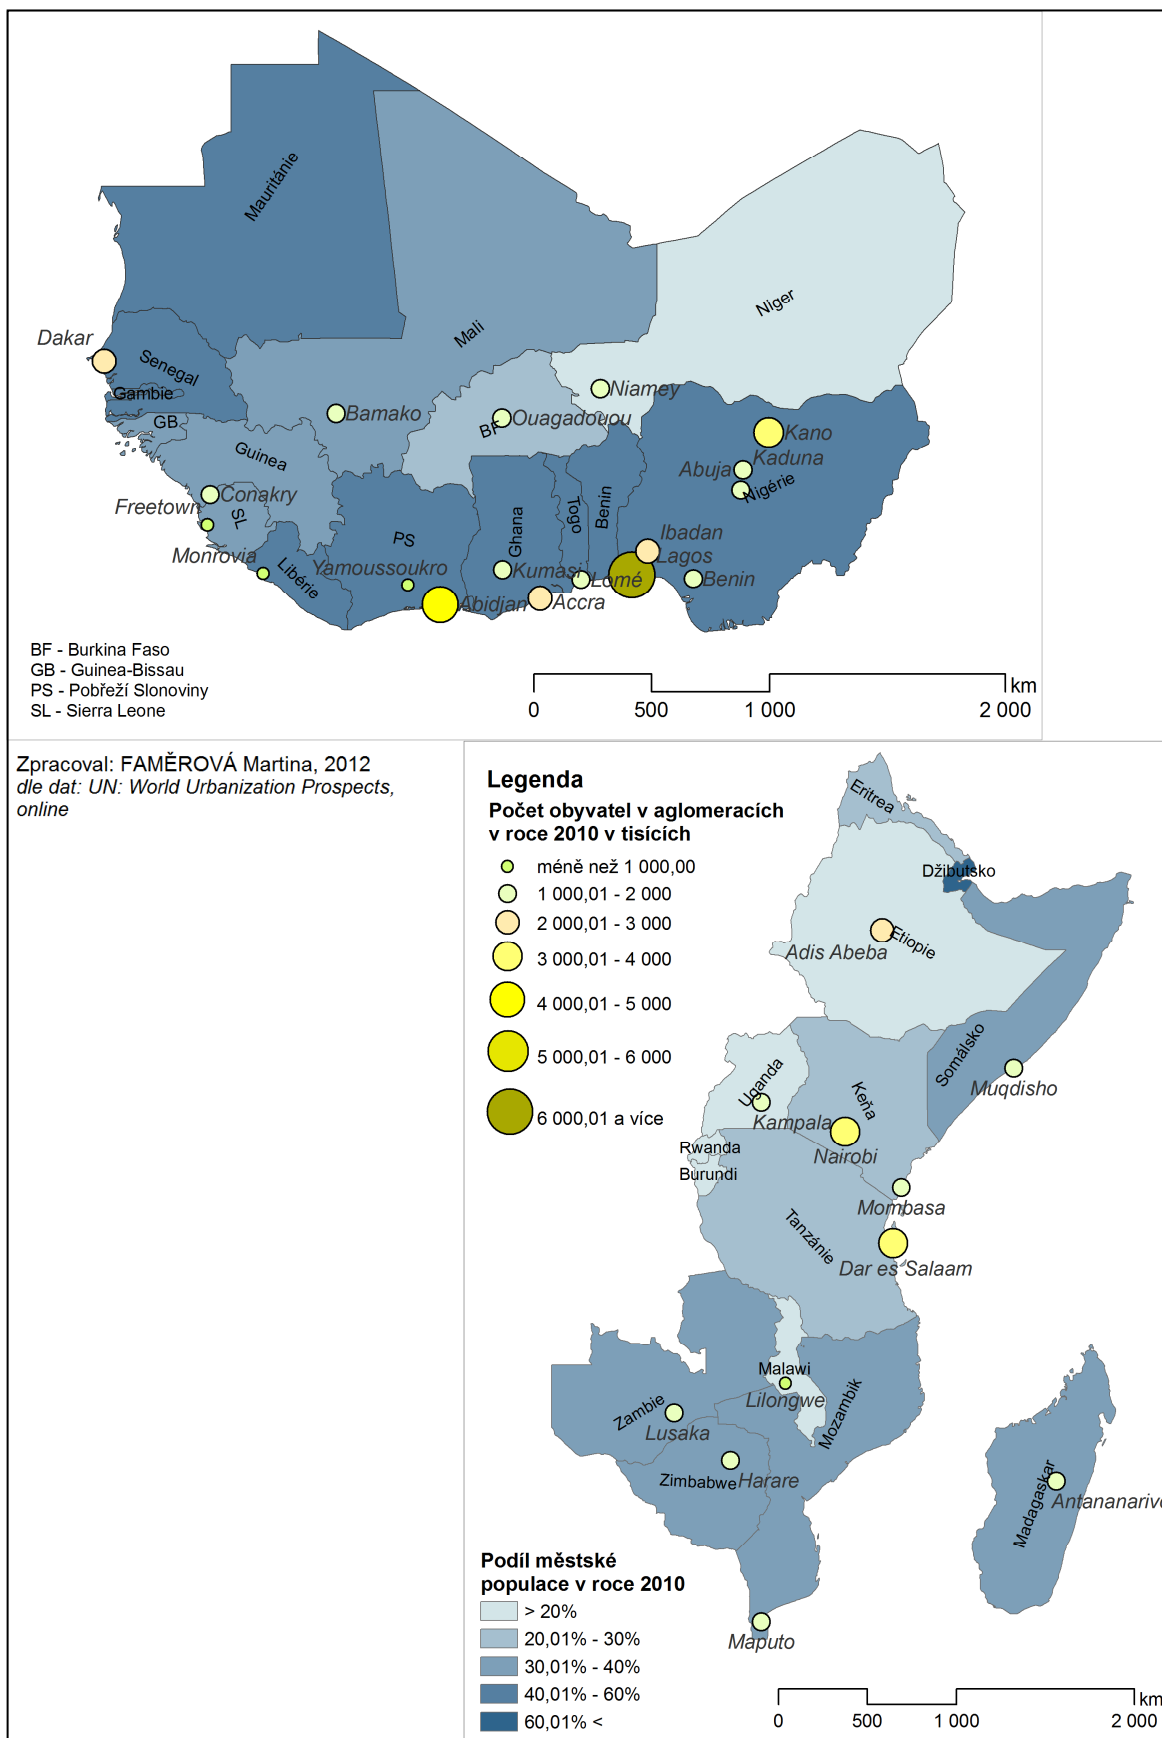 Mauritánie
Niger
Mali
Dakar
Senegal
Gambie
Niamey
Bamako
Ouagadouou
BF
GB
Kano
Guinea
Kaduna
Abuja
Nigérie
Conakry
Freetown
SL
Togo
Benin
Ghana
PS
Ibadan
Lagos
Monrovia
Libérie
Yamoussoukro
Kumasi
Lomé
Benin
Abidjan
Accra
BF - Burkina Faso
GB - Guinea-Bissau
PS - Pobřeží Slonoviny
SL - Sierra Leone
km
0 500 1 000 2 000
Zpracoval: FAMĚROVÁ Martina, 2012
dle dat: UN: World Urbanization Prospects,
online
Legenda
Počet obyvatel v aglomeracích
v roce 2010 v tisících
méně než 1 000,00
1 000,01 - 2 000
2 000,01 - 3 000
3 000,01 - 4 000
4 000,01 - 5 000
5 000,01 - 6 000
6 000,01 a více
Eritrea
Džibutsko
Etiopie
Adis Abeba
Somálsko
Muqdisho
Uganda
Keňa
Kampala
Nairobi
Rwanda
Burundi
Mombasa
Tanzánie
Dar es Salaam
Malawi
Lilongwe
Zambie
Lusaka
Mozambik
Zimbabwe
Harare
Madagaskar
Antananarivo
Maputo
Podíl městské
populace v roce 2010
> 20%
20,01% - 30%
30,01% - 40%
40,01% - 60%
60,01% <
km
0 500 1 000 2 000